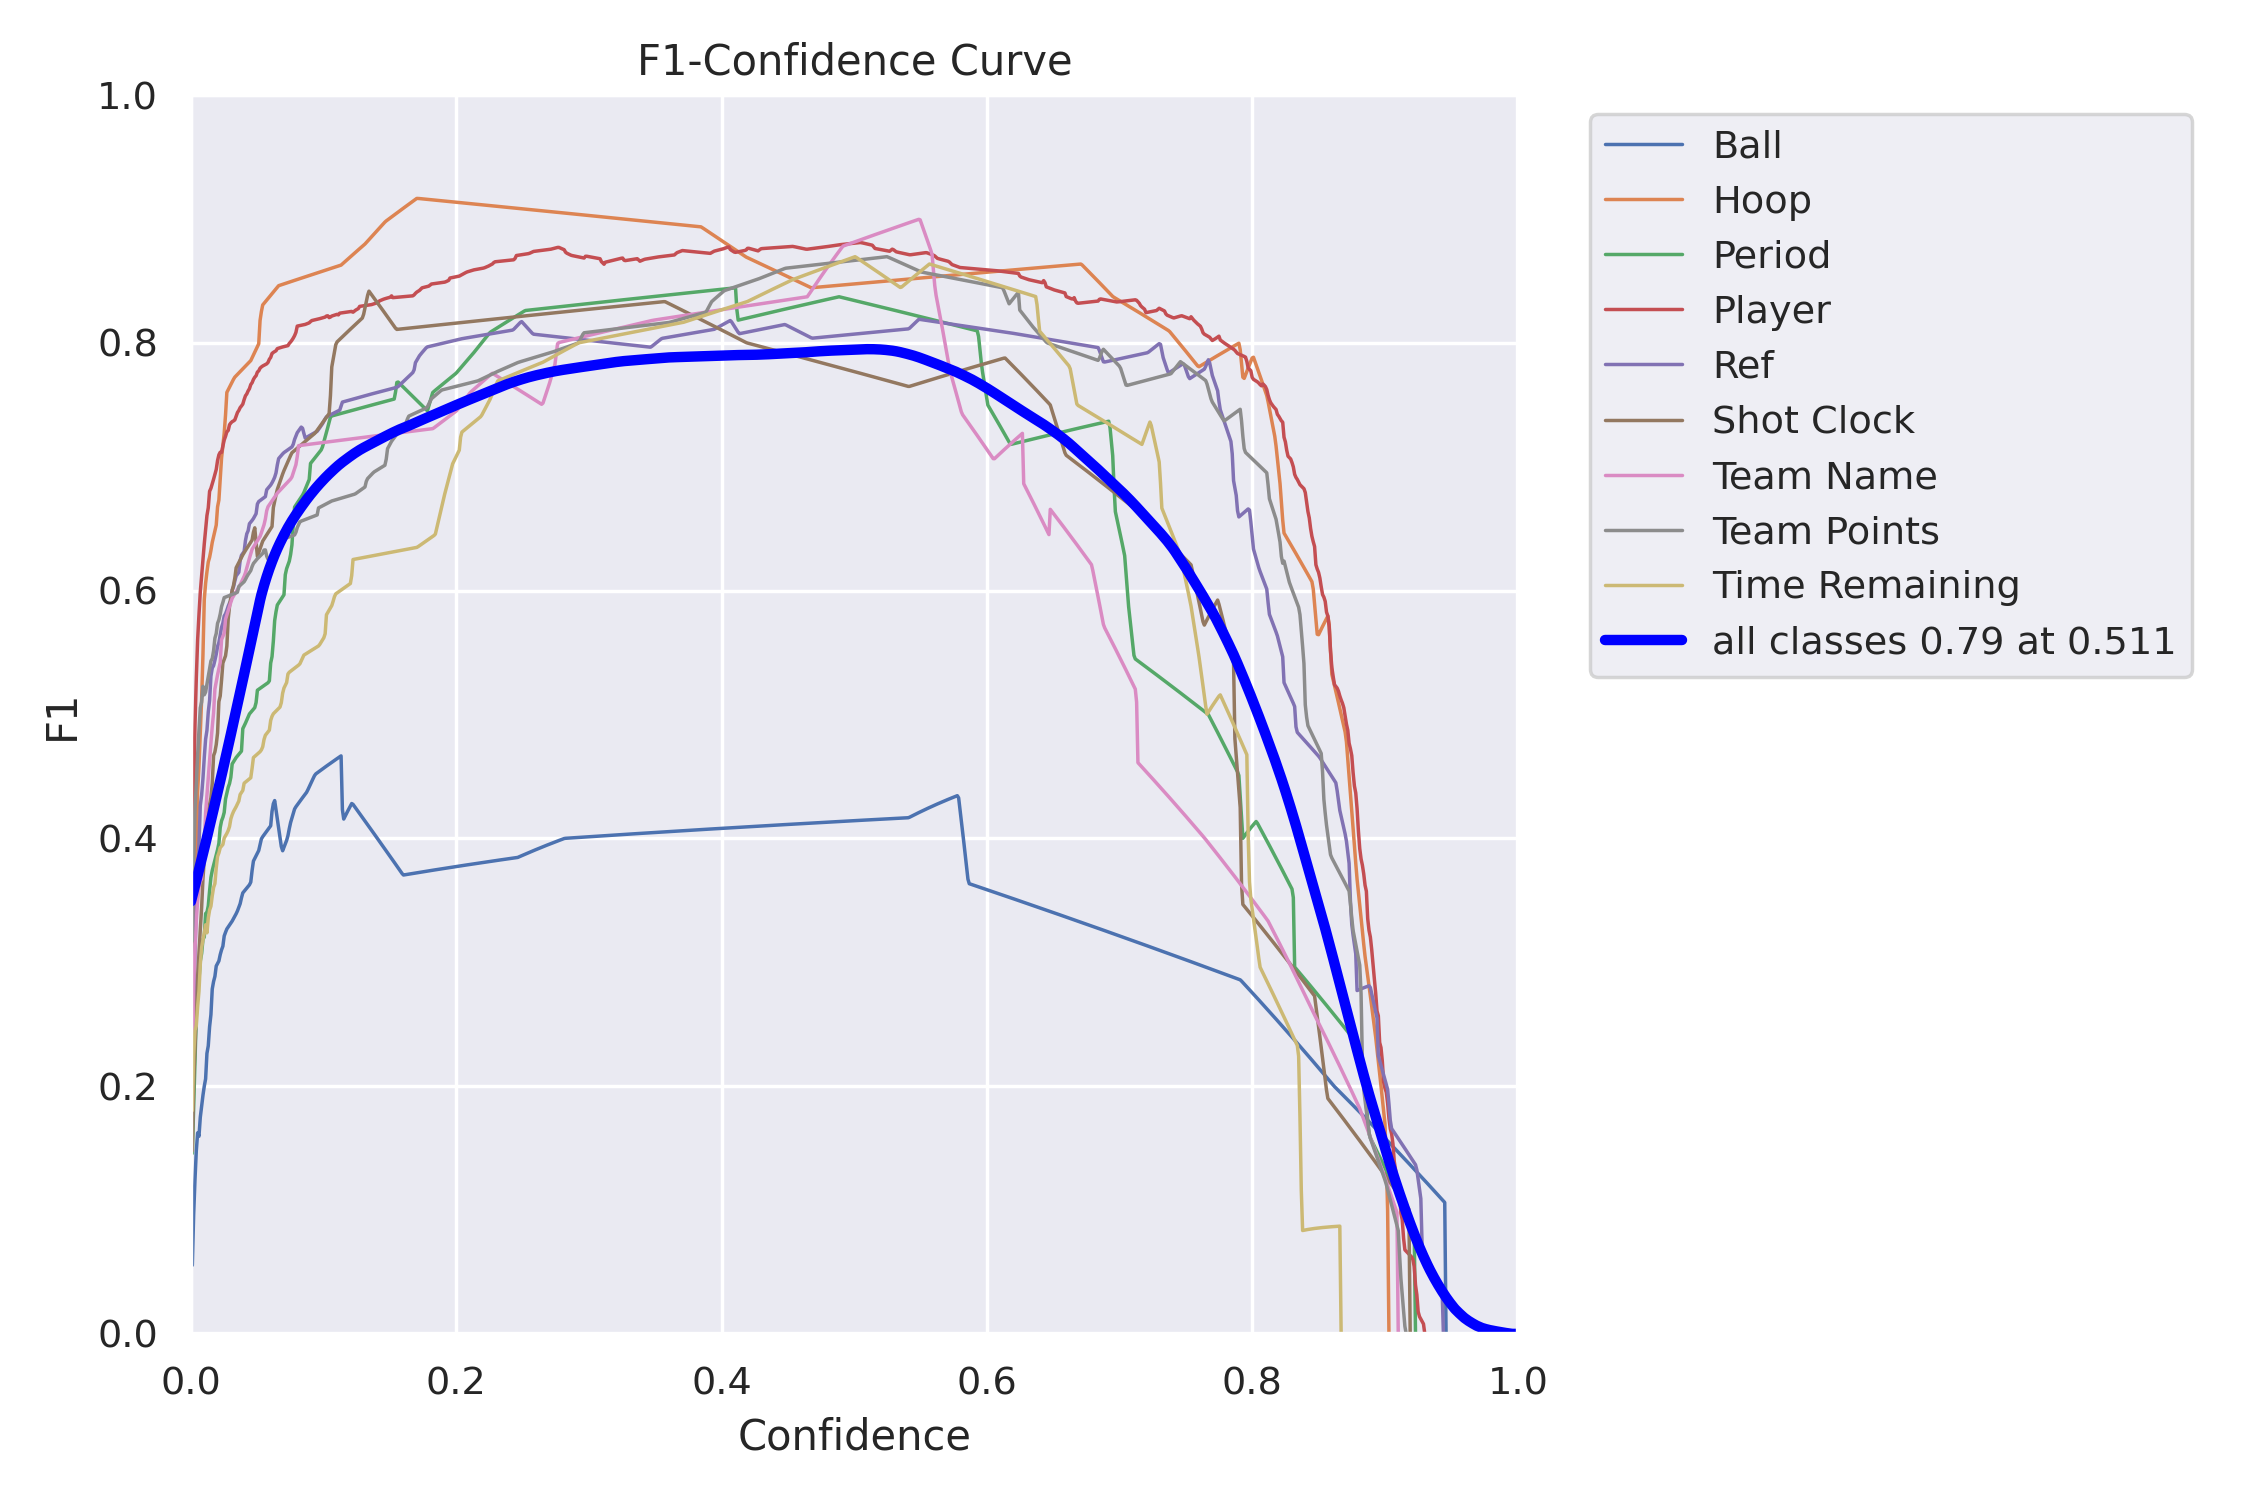 F1-Confidence Curve
1.0
0.8
0.6
0.4
0.2
0.0
F1
0.0 0.2 0.4 0.6 0.8 1.0
Confidence
Ball
Hoop
Period
Player
Ref
Shot Clock
Team Name
Team Points
Time Remaining
all classes 0.79 at 0.511